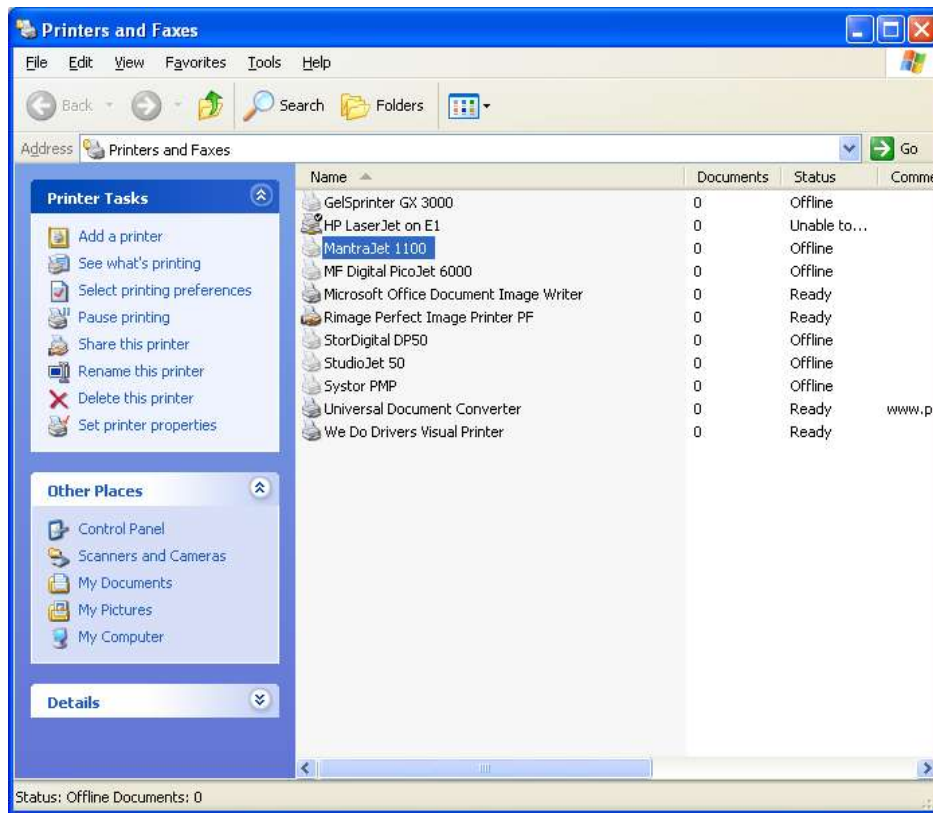 Printers and Faxes
File Edit View Favorites Tools Help
Back Search Folders
Address Printers and Faxes Go
Printer Tasks
Add a printer
See what's printing
Select printing preferences
Pause printing
Share this printer
Rename this printer
Delete this printer
Set printer properties
Other Places
Control Panel
Scanners and Cameras
My Documents
My Pictures
My Computer
Details
Name Documents Status Comme
GelSprinter GX 3000 0 Offline
HP LaserJet on E1 0 Unable to...
MantraJet 1100 0 Offline
MF Digital PicoJet 6000 0 Offline
Microsoft Office Document Image Writer 0 Ready
Rimage Perfect Image Printer PF 0 Ready
StorDigital DP50 0 Offline
StudioJet 50 0 Offline
Systor PMP 0 Offline
Universal Document Converter 0 Ready www.p
We Do Drivers Visual Printer 0 Ready
Status: Offline Documents: 0